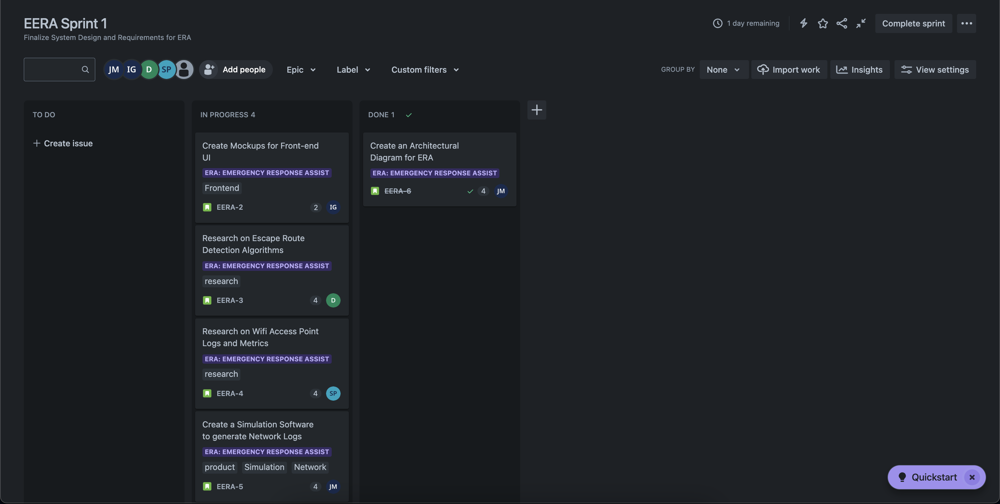 EERA Sprint 1
Finalize System Design and Requirements for ERA
1 day remaining
Complete sprint
JM IG D SP
Add people
Epic
Label
Custom filters
GROUP BY
None
Import work
Insights
View settings
TO DO
+ Create issue
IN PROGRESS 4
Create Mockups for Front-end
UI
ERA: EMERGENCY RESPONSE ASSIST
Frontend
EERA-2 2 IG
Research on Escape Route
Detection Algorithms
ERA: EMERGENCY RESPONSE ASSIST
research
EERA-3 4 D
Research on Wifi Access Point
Logs and Metrics
ERA: EMERGENCY RESPONSE ASSIST
research
EERA-4 4 SP
Create a Simulation Software
to generate Network Logs
ERA: EMERGENCY RESPONSE ASSIST
product Simulation Network
EERA-5 4 JM
DONE 1
Create an Architectural
Diagram for ERA
ERA: EMERGENCY RESPONSE ASSIST
EERA-6 4 JM
Quickstart